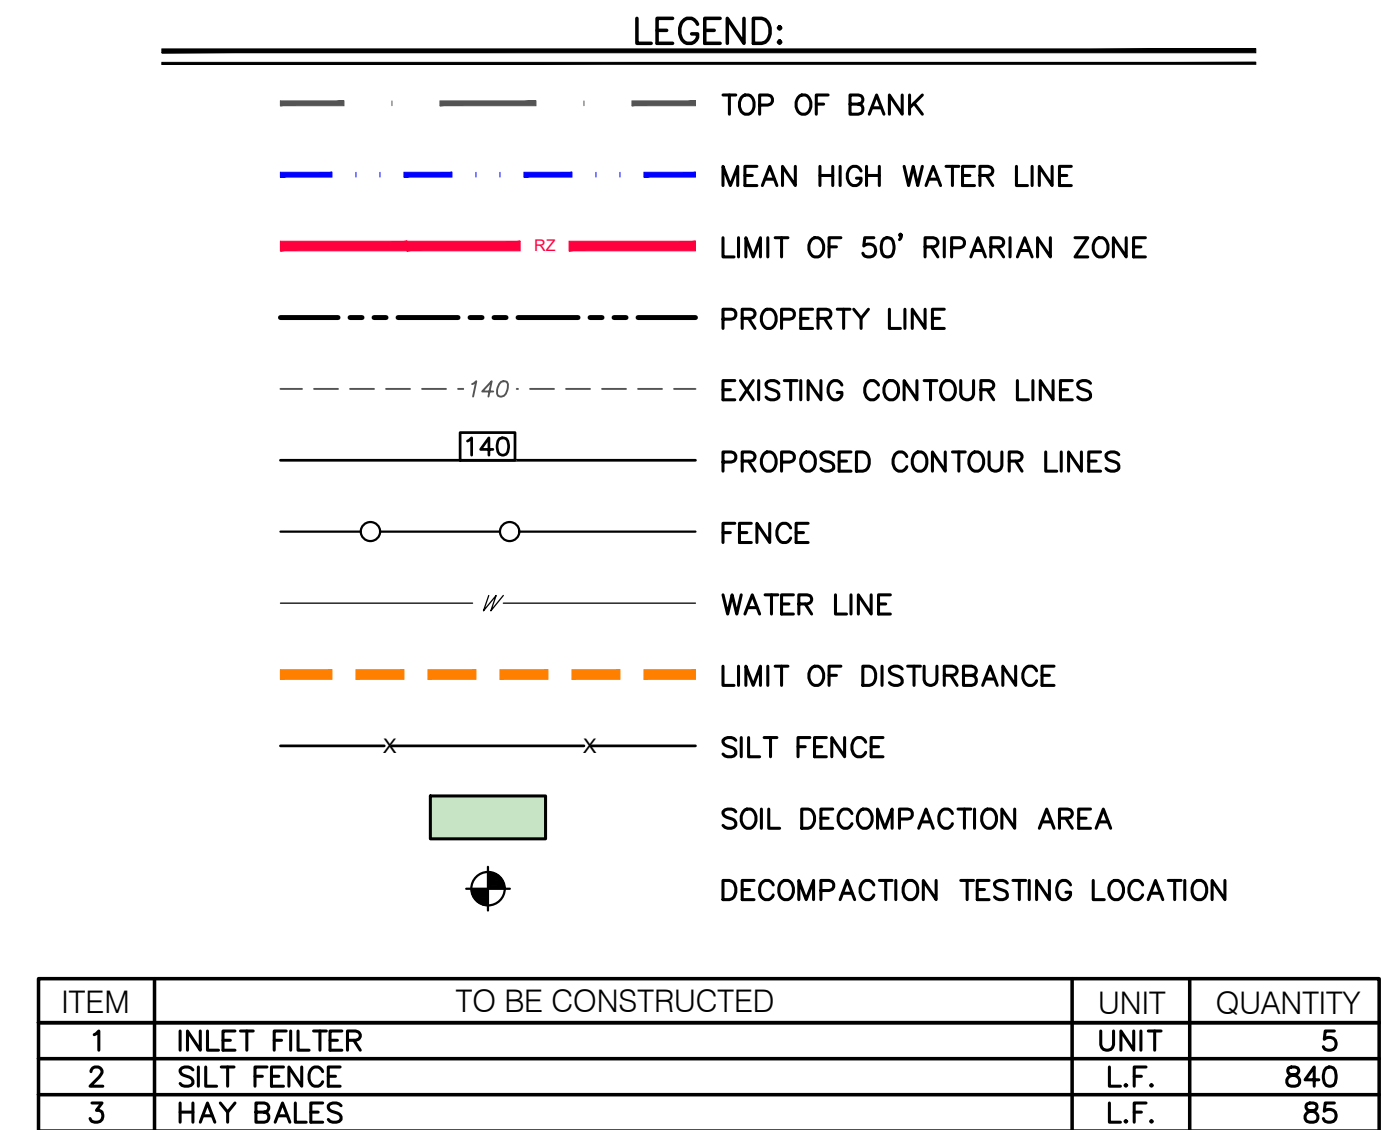 LEGEND:
TOP OF BANK
MEAN HIGH WATER LINE
RZ LIMIT OF 50' RIPARIAN ZONE
PROPERTY LINE
140 EXISTING CONTOUR LINES
140 PROPOSED CONTOUR LINES
FENCE
W WATER LINE
LIMIT OF DISTURBANCE
X X SILT FENCE
SOIL DECOMPACTION AREA
DECOMPACTION TESTING LOCATION
ITEM TO BE CONSTRUCTED UNIT QUANTITY
1 INLET FILTER UNIT 5
2 SILT FENCE L.F. 840
3 HAY BALES L.F. 85